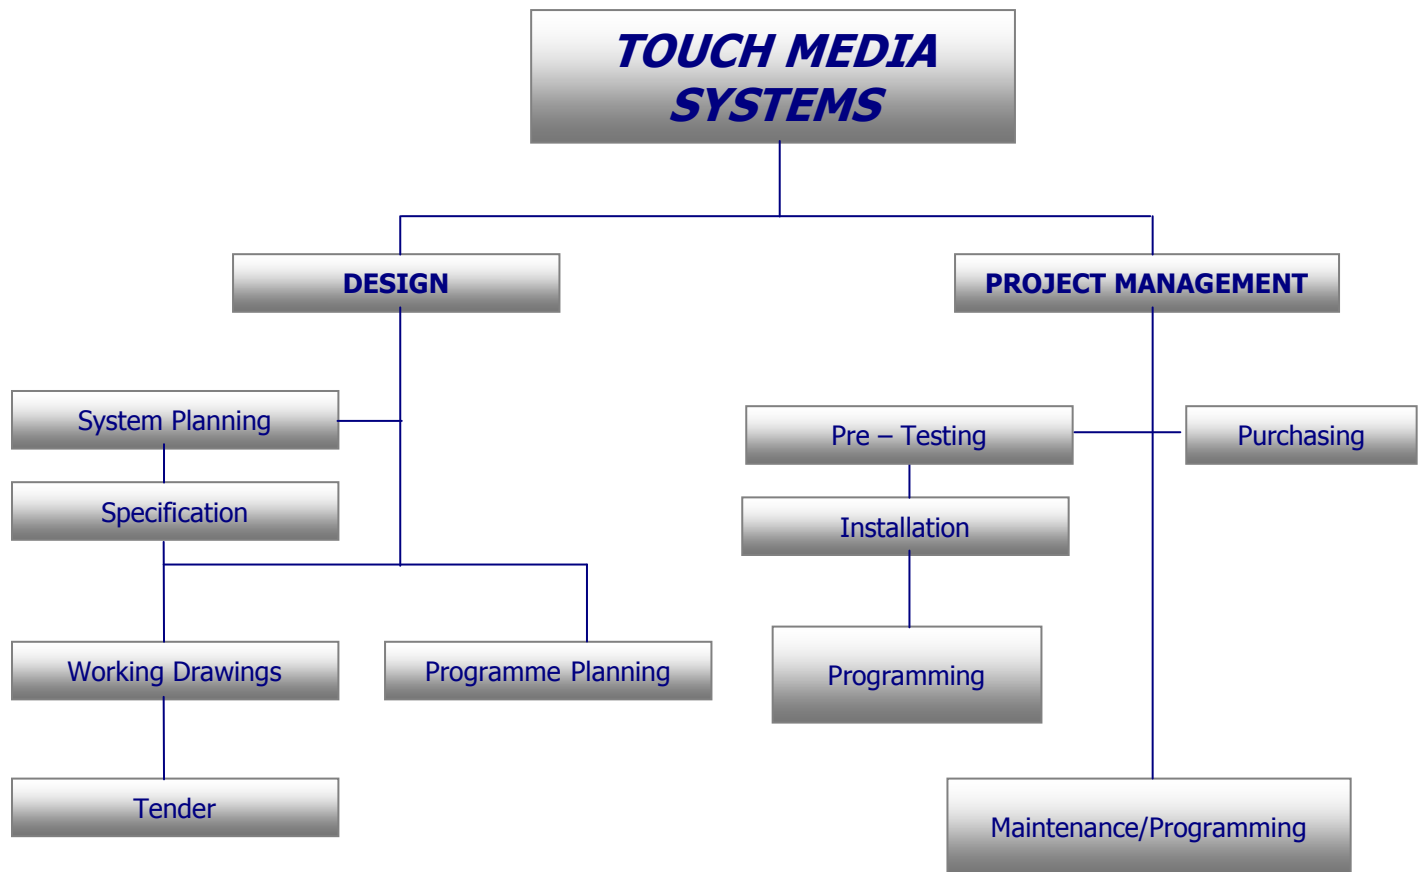 TOUCH MEDIA
SYSTEMS
DESIGN
PROJECT MANAGEMENT
System Planning
Pre – Testing
Purchasing
Specification
Installation
Working Drawings
Programme Planning
Programming
Tender
Maintenance/Programming